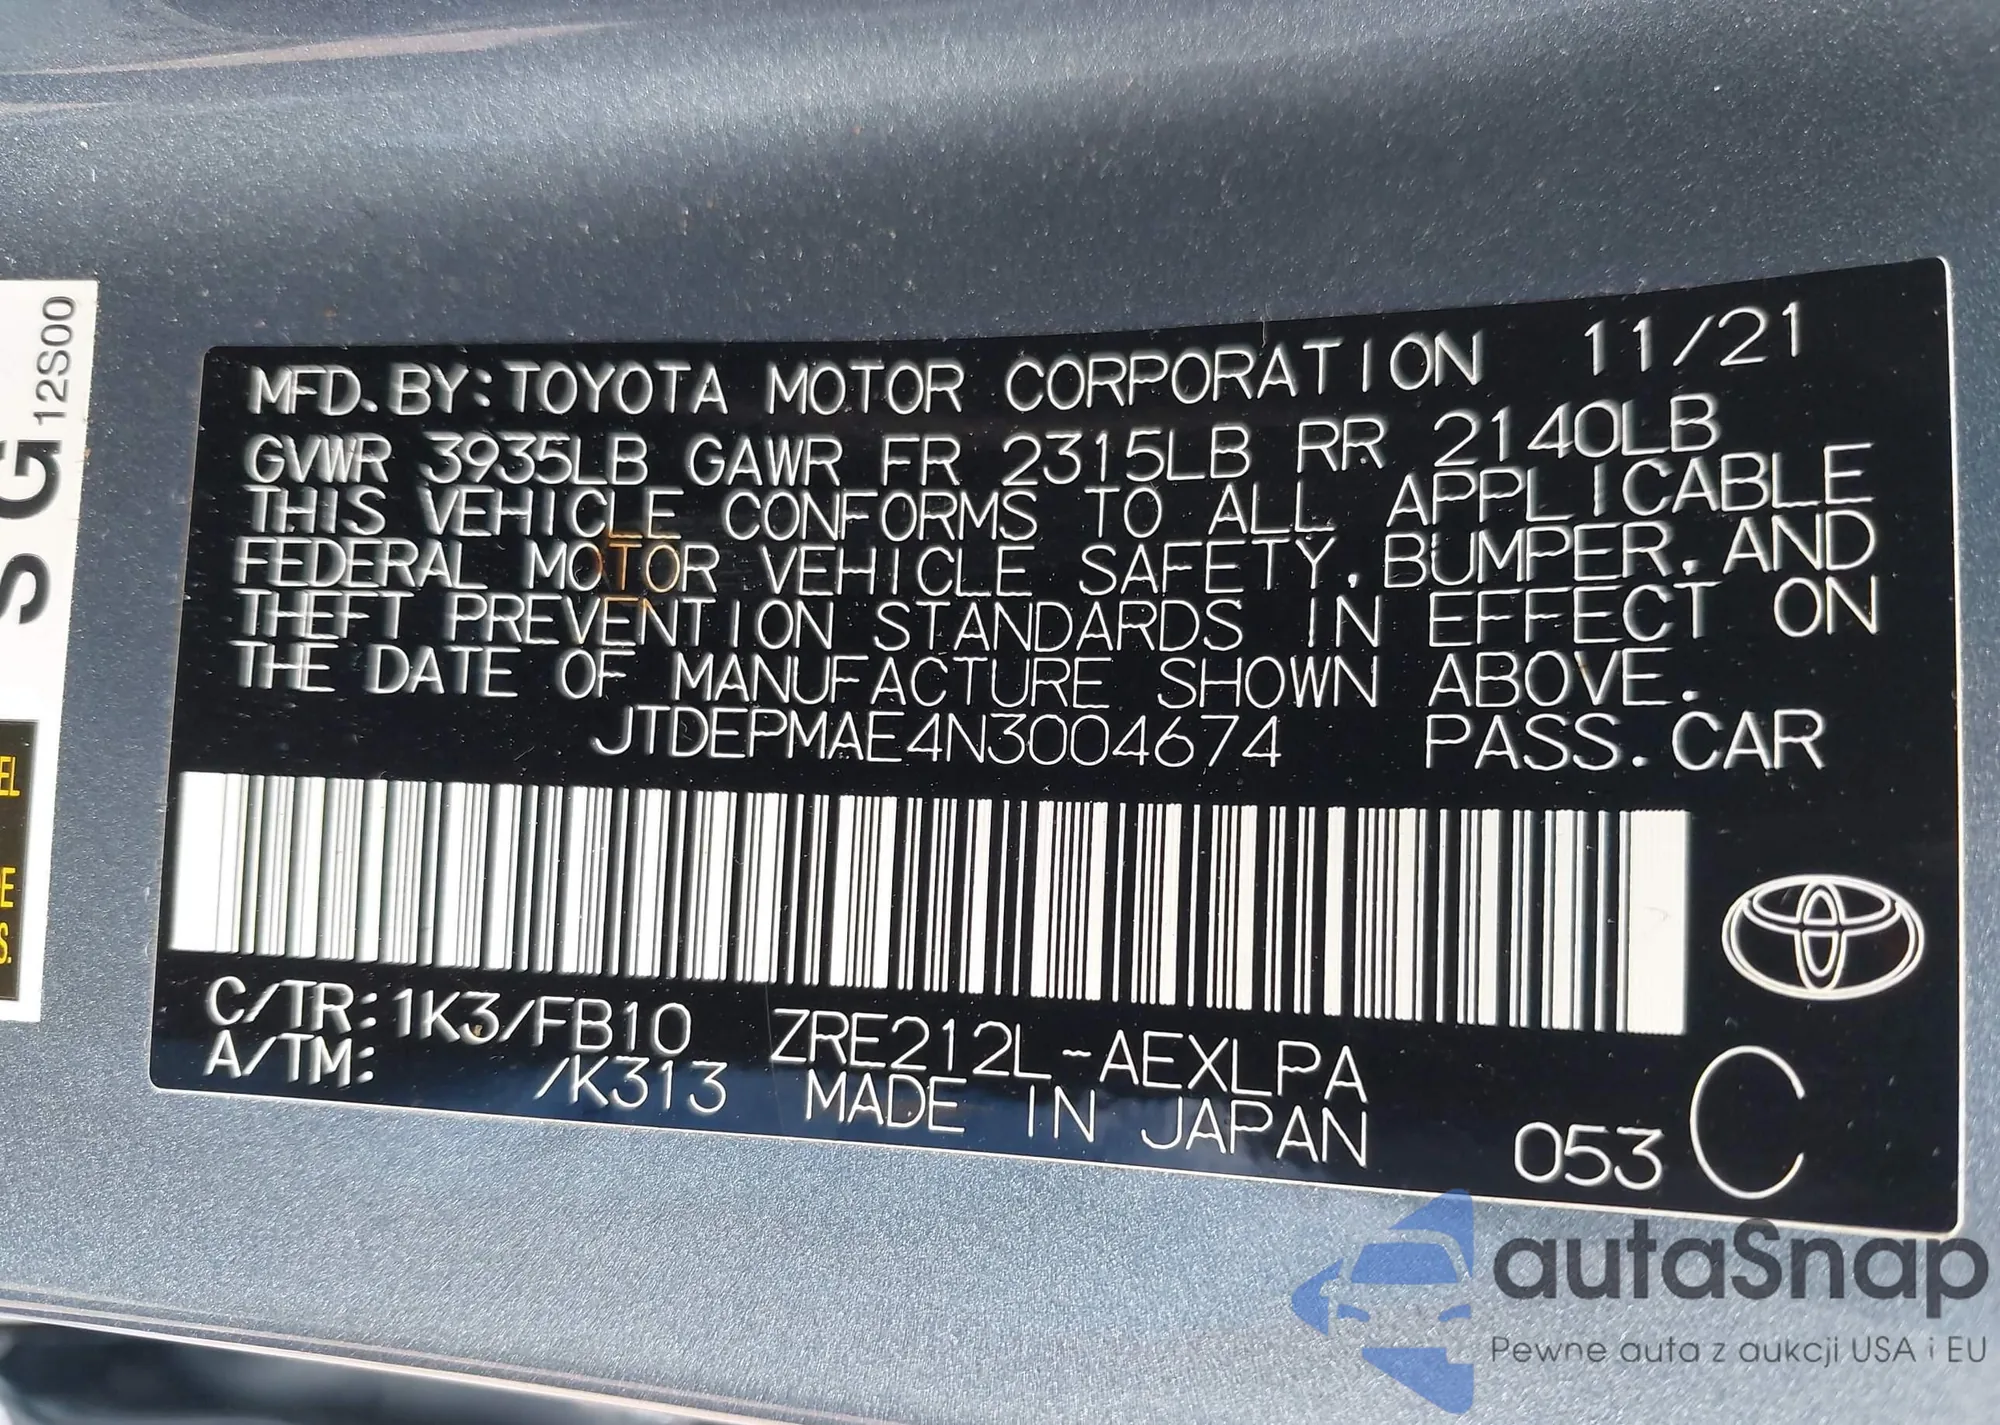 MFD. BY: TOYOTA MOTOR CORPORATION 11/21
GVWR 3935LB GAWR FR 2315LB RR 2140LB
THIS VEHICLE CONFORMS TO ALL APPLICABLE
FEDERAL MOTOR VEHICLE SAFETY, BUMPER, AND
THEFT PREVENTION STANDARDS IN EFFECT ON
THE DATE OF MANUFACTURE SHOWN ABOVE.
JTDEPMAE4N3004674 PASS. CAR
C/TR: 1K3/FB10 ZRE212L-AEXLPA
A/TM: /K313 MADE IN JAPAN
053 C
12S00
S G
EL
E
S.
autaSnap
Pewne auta z aukcji USA i EU